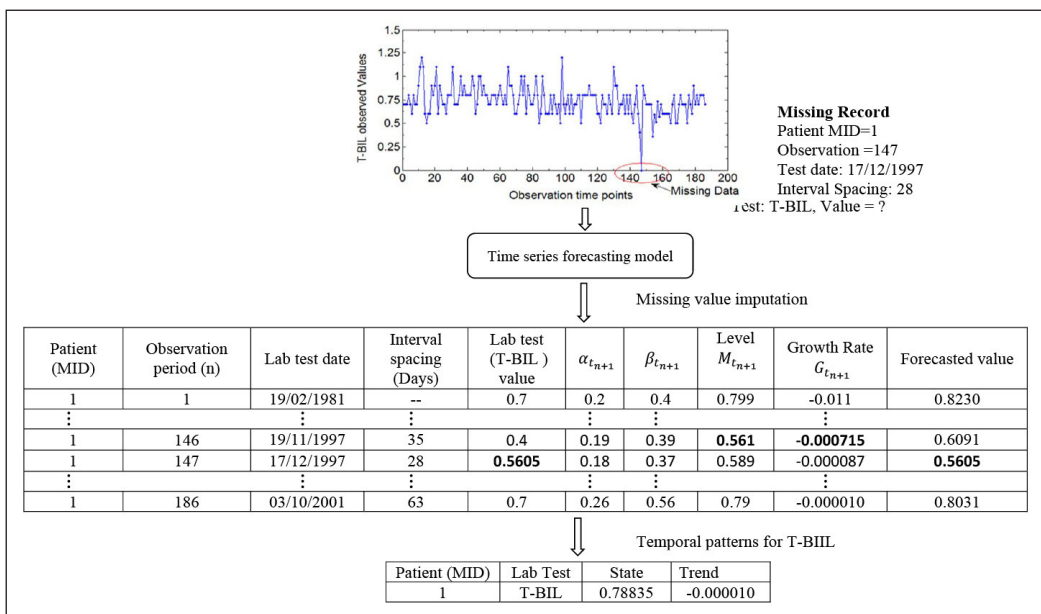 1.5
1.25
1
0.75
0.5
0.25
0
T-BIL observed Values
0 20 40 60 80 100 120 140 160 180 200
Observation time points
Missing Data
Missing Record
Patient MID=1
Observation =147
Test date: 17/12/1997
Interval Spacing: 28
Test: T-BIL, Value = ?
Time series forecasting model
Missing value imputation
Patient (MID) Observation period (n) Lab test date Interval spacing (Days) Lab test (T-BIL ) value α_{t_{n+1}} β_{t_{n+1}} Level M_{t_{n+1}} Growth Rate G_{t_{n+1}} Forecasted value
1 1 19/02/1981 -- 0.7 0.2 0.4 0.799 -0.011 0.8230
⋮ ⋮ ⋮ ⋮ ⋮ ⋮ ⋮
1 146 19/11/1997 35 0.4 0.19 0.39 0.561 -0.000715 0.6091
1 147 17/12/1997 28 0.5605 0.18 0.37 0.589 -0.000087 0.5605
⋮ ⋮ ⋮ ⋮ ⋮ ⋮ ⋮
1 186 03/10/2001 63 0.7 0.26 0.56 0.79 -0.000010 0.8031
Temporal patterns for T-BIIL
Patient (MID) Lab Test State Trend
1 T-BIL 0.78835 -0.000010